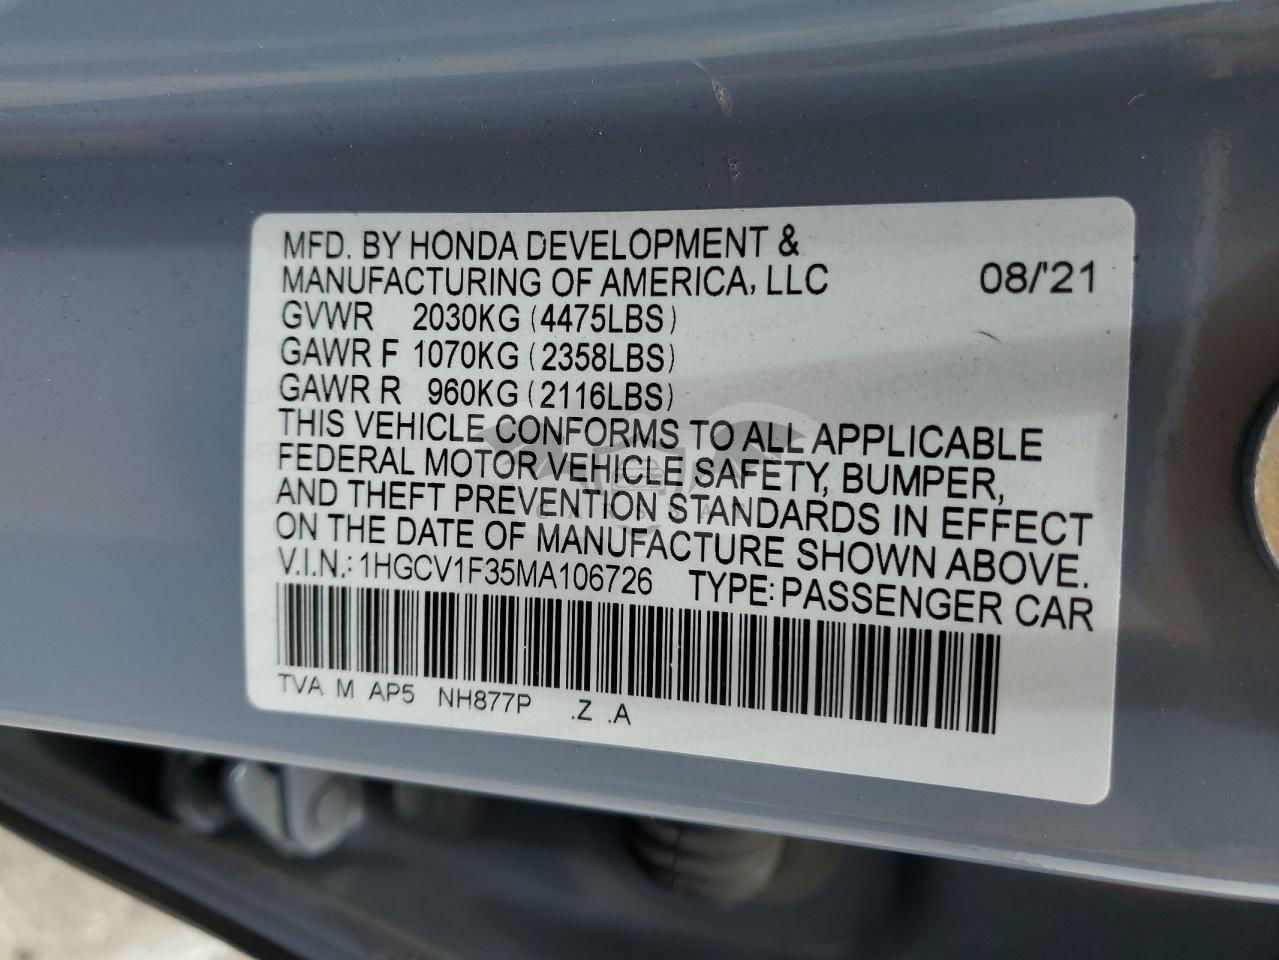 MFD. BY HONDA DEVELOPMENT &
MANUFACTURING OF AMERICA, LLC 08/'21
GVWR 2030KG (4475LBS)
GAWR F 1070KG (2358LBS)
GAWR R 960KG (2116LBS)
THIS VEHICLE CONFORMS TO ALL APPLICABLE
FEDERAL MOTOR VEHICLE SAFETY, BUMPER,
AND THEFT PREVENTION STANDARDS IN EFFECT
ON THE DATE OF MANUFACTURE SHOWN ABOVE.
V.I.N.: 1HGCV1F35MA106726 TYPE: PASSENGER CAR
TVA M AP5 NH877P .Z .A